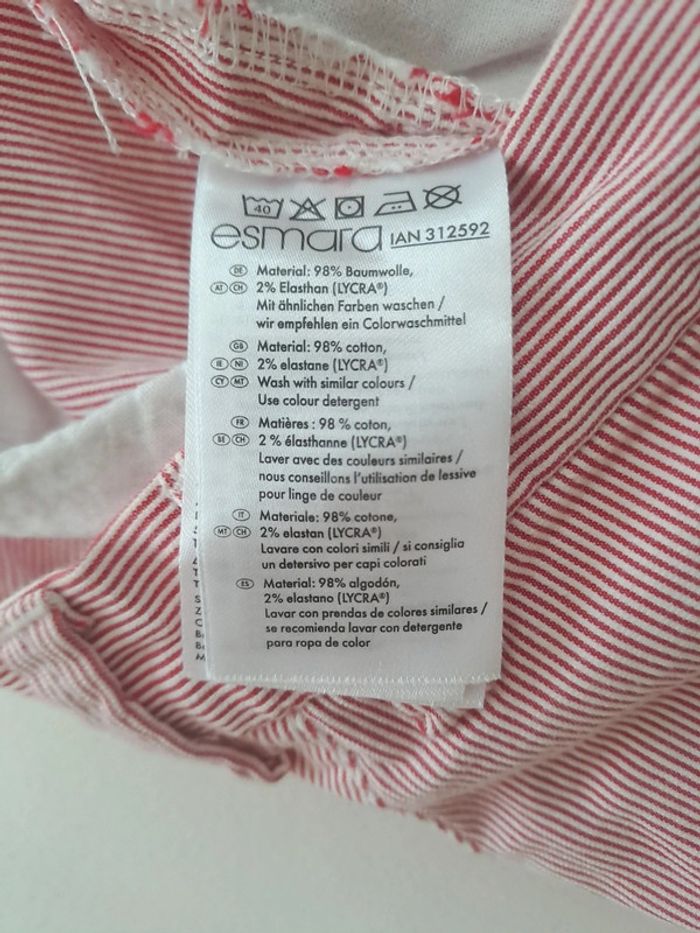 40
esmara IAN 312592
DE Material: 98% Baumwolle,
AT CH 2% Elasthan (LYCRA®)
Mit ähnlichen Farben waschen /
wir empfehlen ein Colorwaschmittel
GB Material: 98% cotton,
IE NI 2% elastane (LYCRA®)
CY MT Wash with similar colours /
Use colour detergent
FR Matières : 98 % coton,
BE CH 2 % élasthanne (LYCRA®)
Laver avec des couleurs similaires /
nous conseillons l'utilisation de lessive
pour linge de couleur
IT Materiale: 98% cotone,
MT CH 2% elastan (LYCRA®)
Lavare con colori simili / si consiglia
un detersivo per capi colorati
ES Material: 98% algodón,
2% elastano (LYCRA®)
Lavar con prendas de colores similares /
se recomienda lavar con detergente
para ropa de color